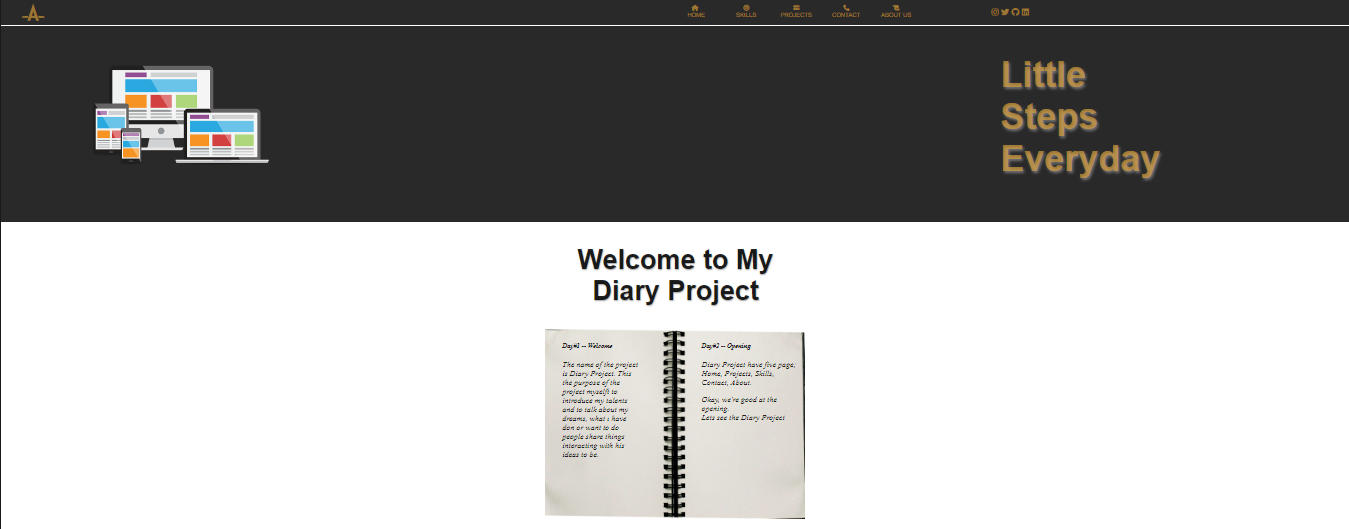 HOME
SKILLS
PROJECTS
CONTACT
ABOUT US
Little
Steps
Everyday
Welcome to My
Diary Project
Day#1 -- Welcome
The name of the project
is Diary Project. This
the purpose of the
project myselft to
introduce my talents
and to talk about my
dreams, what ı have
don or want to do
people share things
interacting with his
ideas to be.
Day#2 -- Opening
Diary Project have five page;
Home, Projects, Skills,
Contact, About.
Okay, we're good at the
opening.
Lets see the Diary Project